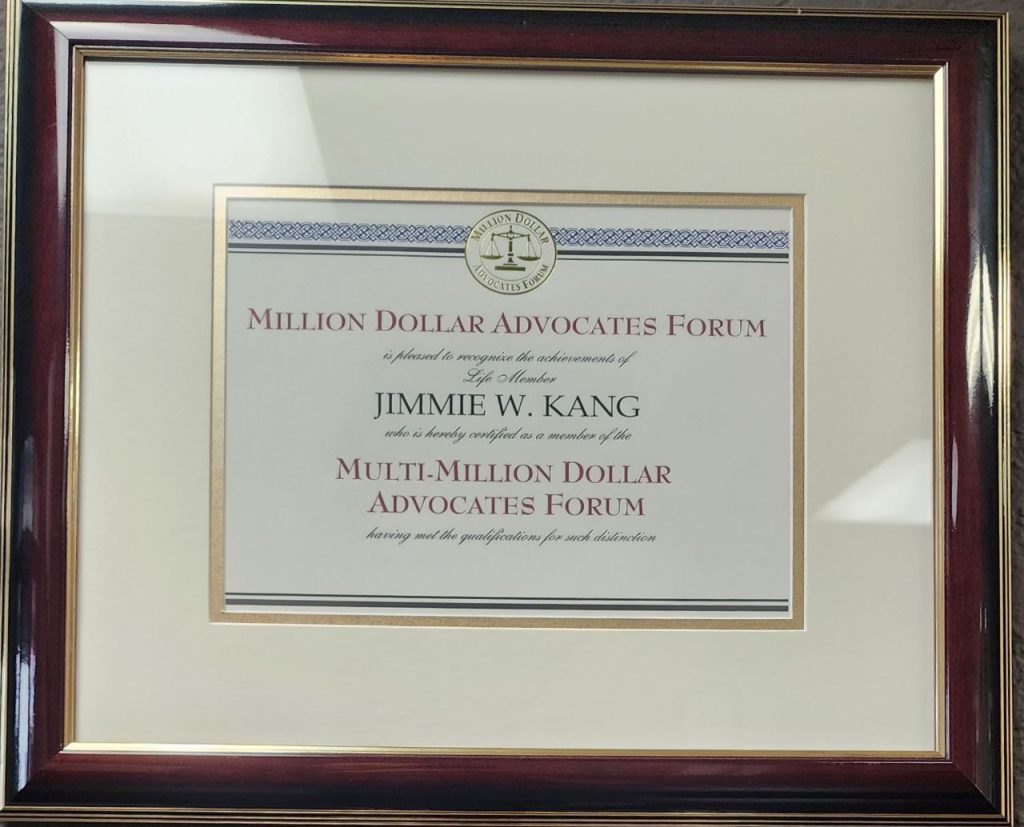 MILLION DOLLAR
ADVOCATES FORUM
MILLION DOLLAR ADVOCATES FORUM
is pleased to recognize the achievements of
Life Member
JIMMIE W. KANG
who is hereby certified as a member of the
MULTI-MILLION DOLLAR
ADVOCATES FORUM
having met the qualifications for such distinction